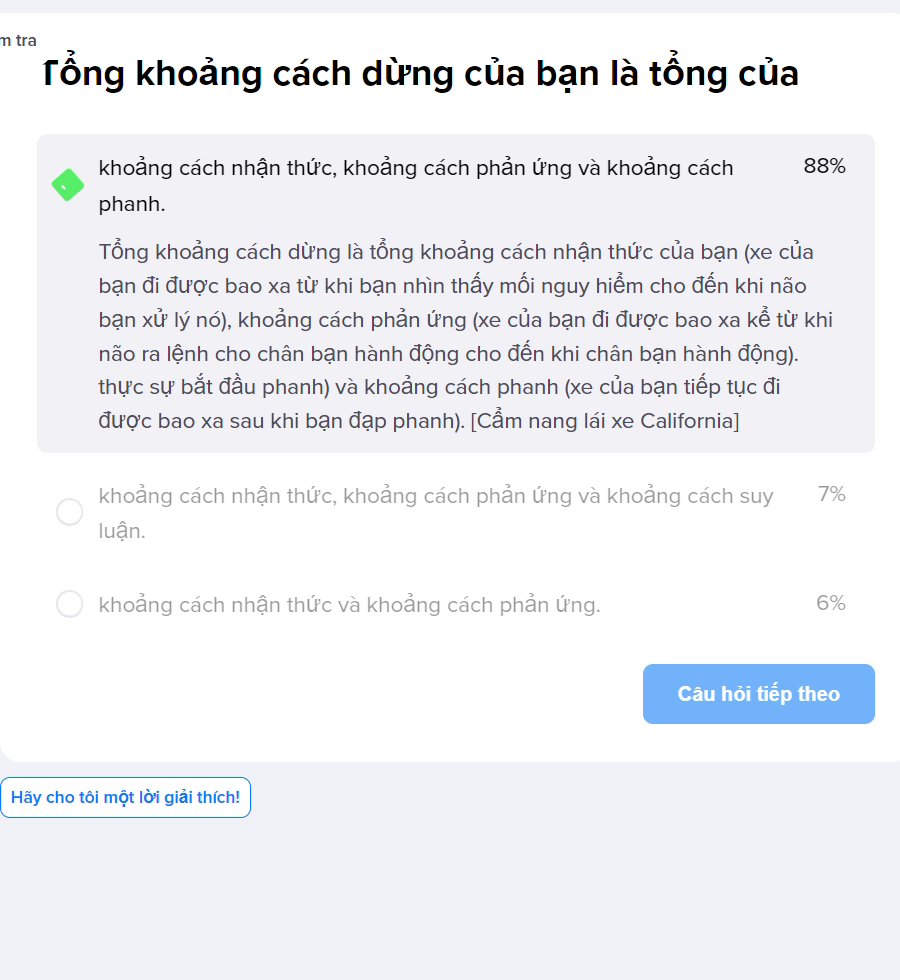 m tra
Tổng khoảng cách dừng của bạn là tổng của
khoảng cách nhận thức, khoảng cách phản ứng và khoảng cách 88%
phanh.
Tổng khoảng cách dừng là tổng khoảng cách nhận thức của bạn (xe của
bạn đi được bao xa từ khi bạn nhìn thấy mối nguy hiểm cho đến khi não
bạn xử lý nó), khoảng cách phản ứng (xe của bạn đi được bao xa kể từ khi
não ra lệnh cho chân bạn hành động cho đến khi chân bạn hành động).
thực sự bắt đầu phanh) và khoảng cách phanh (xe của bạn tiếp tục đi
được bao xa sau khi bạn đạp phanh). [Cẩm nang lái xe California]
khoảng cách nhận thức, khoảng cách phản ứng và khoảng cách suy 7%
luận.
khoảng cách nhận thức và khoảng cách phản ứng. 6%
Câu hỏi tiếp theo
Hãy cho tôi một lời giải thích!